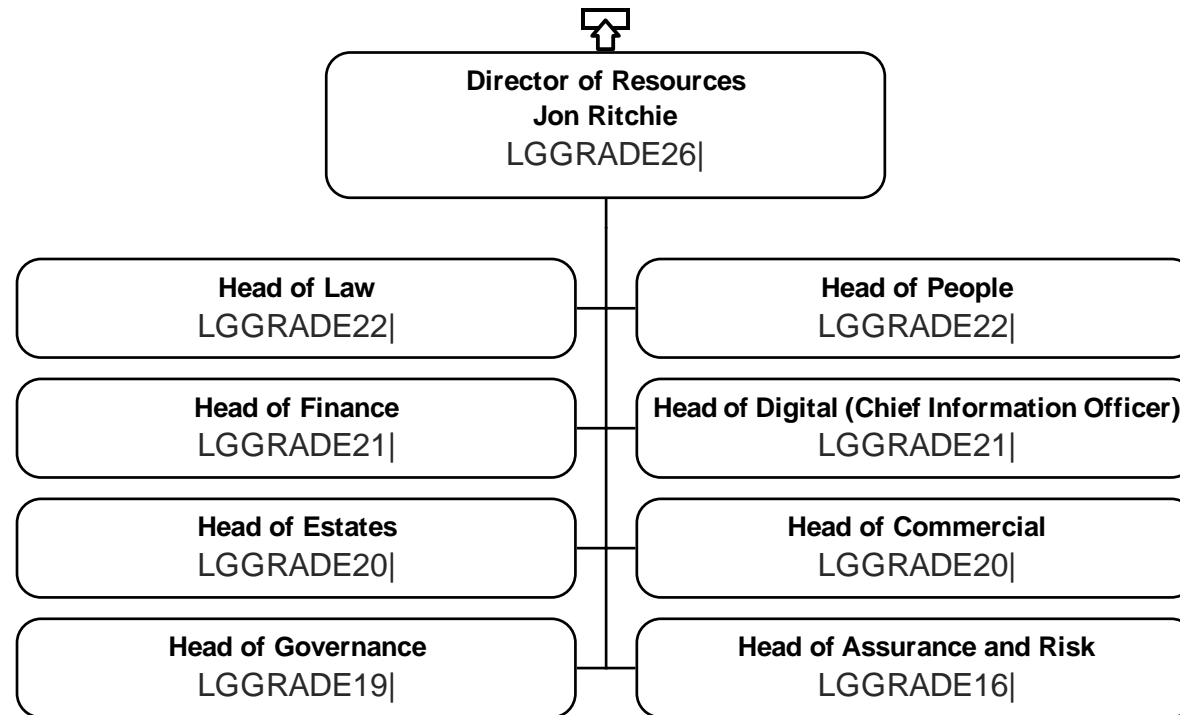 Director of Resources
Jon Ritchie
LGGRADE26|
Head of Law
LGGRADE22|
Head of People
LGGRADE22|
Head of Finance
LGGRADE21|
Head of Digital (Chief Information Officer)
LGGRADE21|
Head of Estates
LGGRADE20|
Head of Commercial
LGGRADE20|
Head of Governance
LGGRADE19|
Head of Assurance and Risk
LGGRADE16|